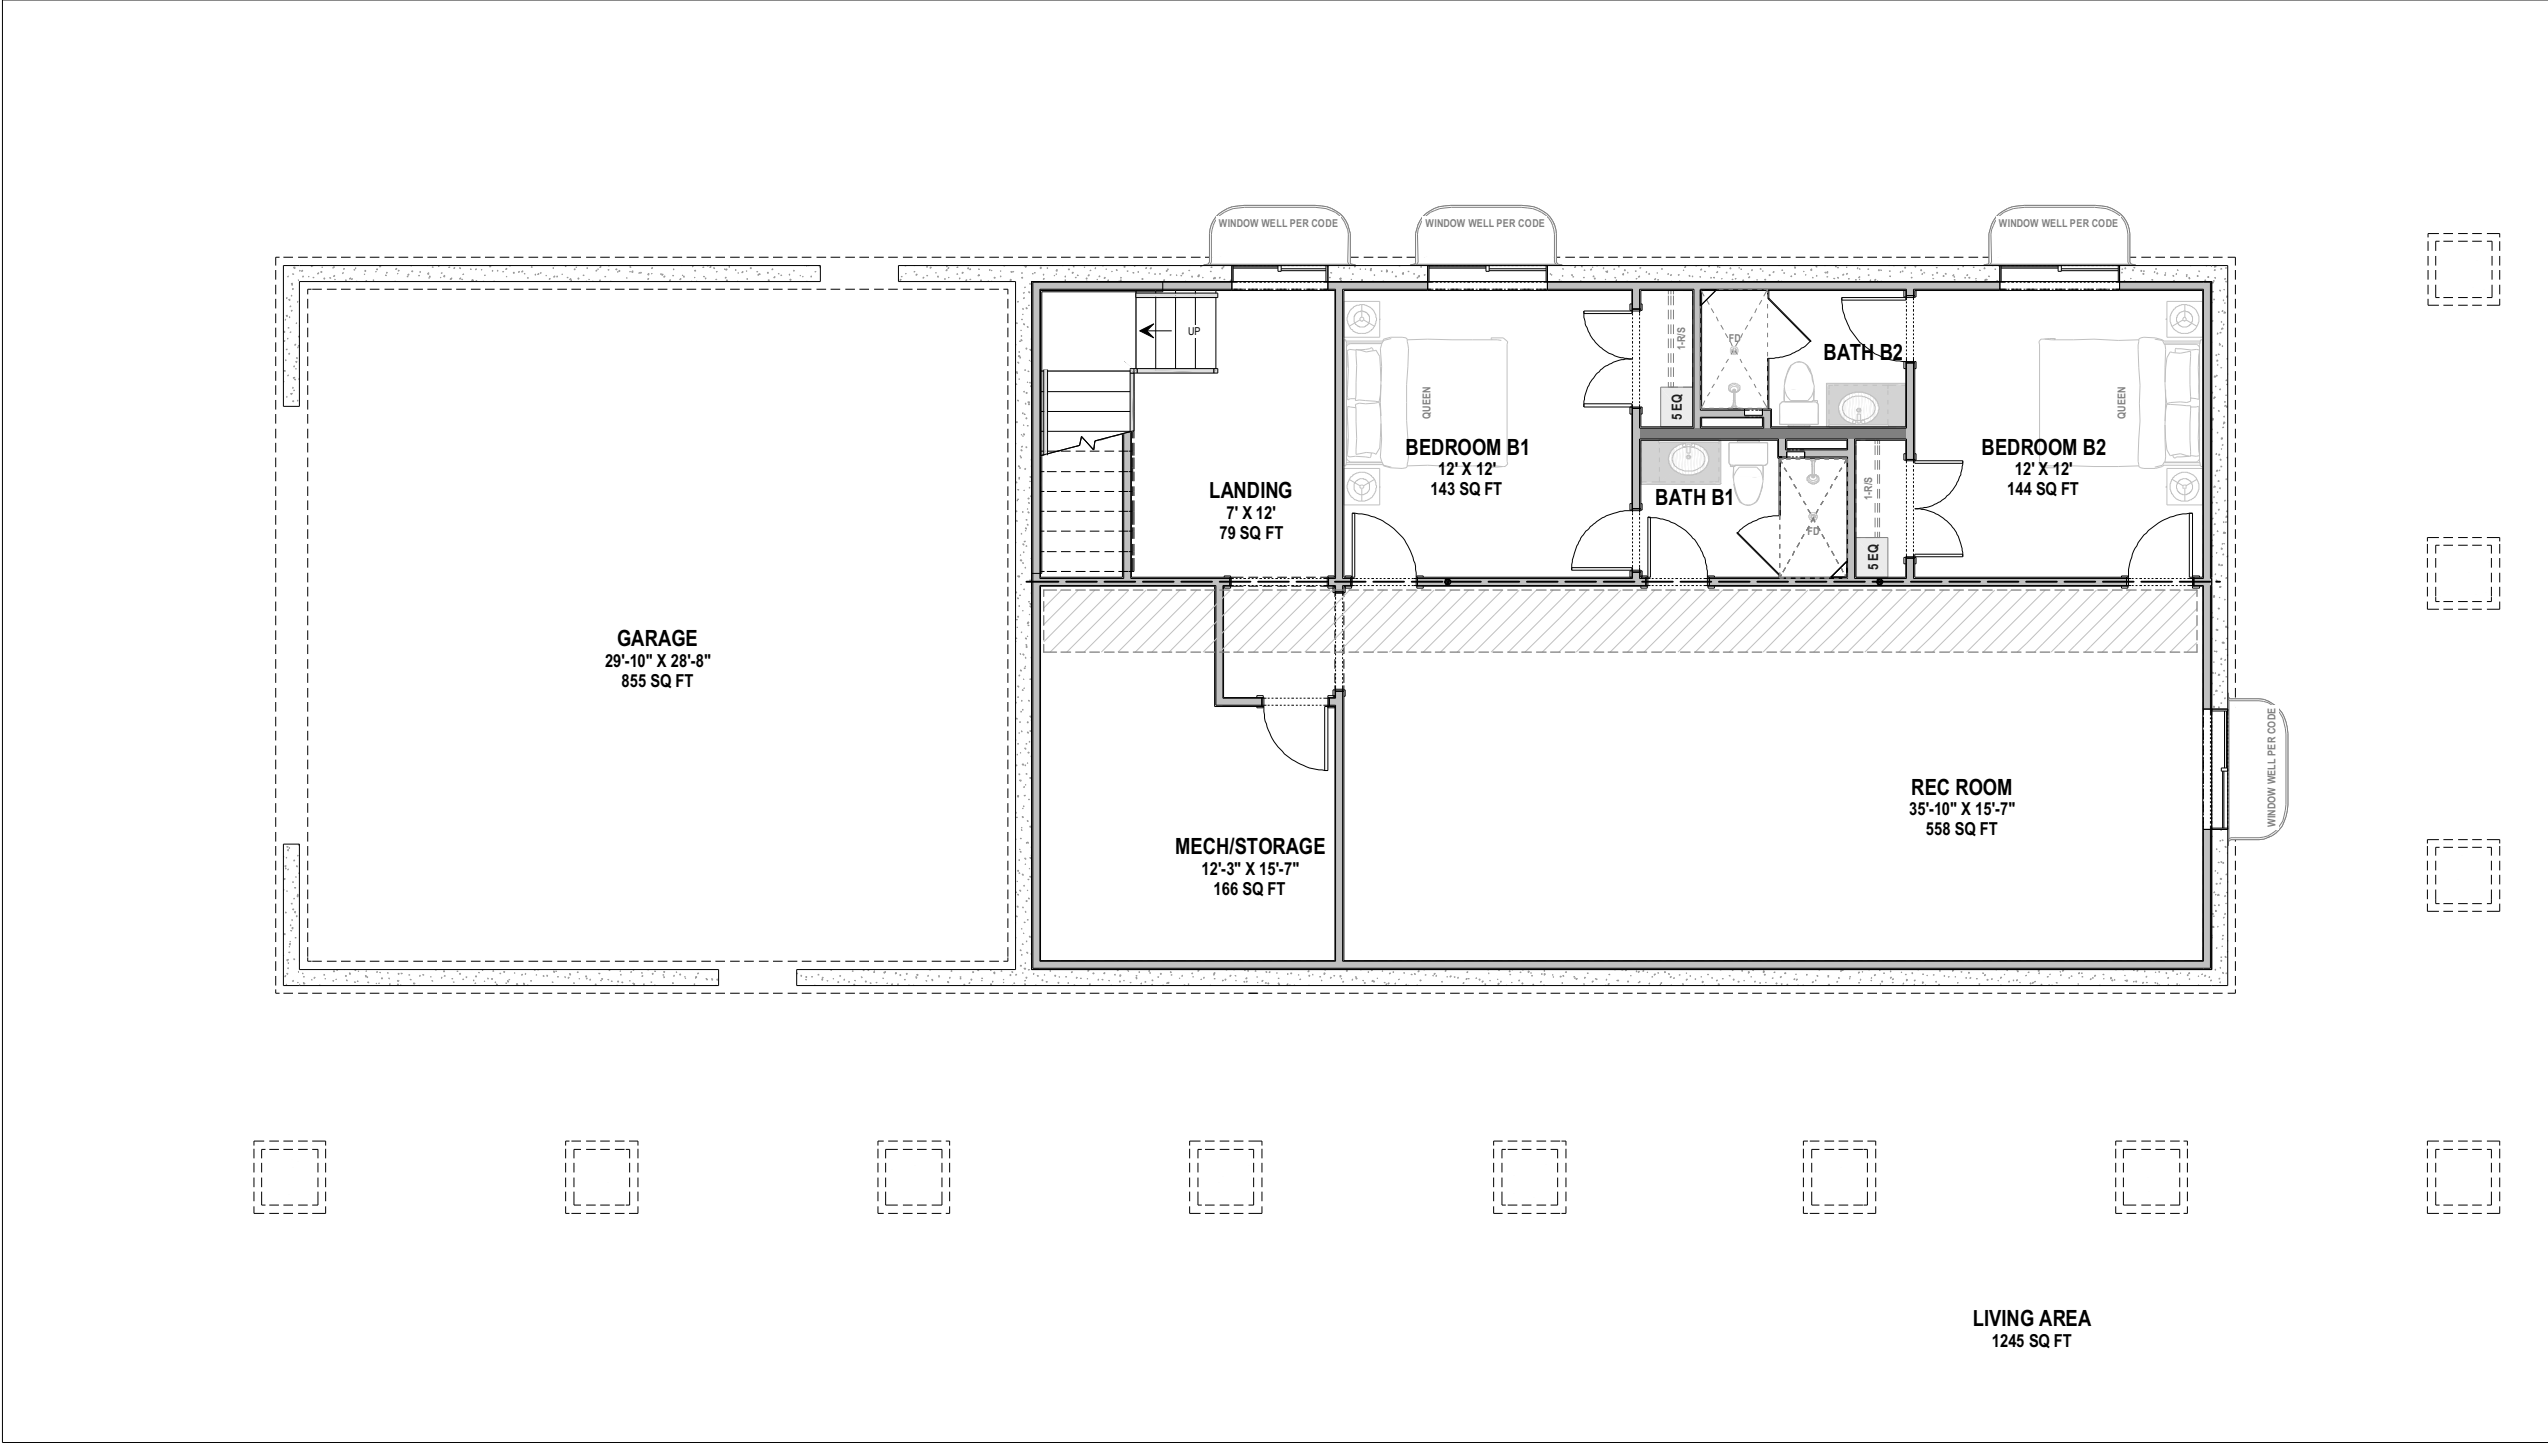 WINDOW WELL PER CODE
WINDOW WELL PER CODE
WINDOW WELL PER CODE
UP
1-R/S
FD
BATH B2
QUEEN
QUEEN
5 EQ
BEDROOM B1
12' X 12'
143 SQ FT
BEDROOM B2
12' X 12'
144 SQ FT
LANDING
7' X 12'
79 SQ FT
BATH B1
1-R/S
FD
5 EQ
GARAGE
29'-10" X 28'-8"
855 SQ FT
WINDOW WELL PER CODE
REC ROOM
35'-10" X 15'-7"
558 SQ FT
MECH/STORAGE
12'-3" X 15'-7"
166 SQ FT
LIVING AREA
1245 SQ FT